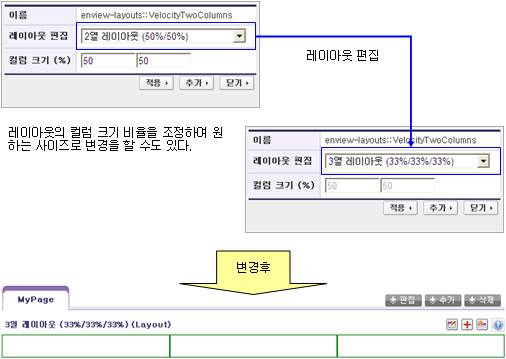 이름 enview-layouts::VelocityTwoColumns
레이아웃 편집 2열 레이아웃 (50%/50%)
컬럼 크기 (%) 50 50
적용 추가 닫기
레이아웃 편집
레이아웃의 컬럼 크기 비율을 조정하여 원
하는 사이즈로 변경을 할 수도 있다.
이름 enview-layouts::VelocityTwoColumns
레이아웃 편집 3열 레이아웃 (33%/33%/33%)
컬럼 크기 (%) 50 50
적용 추가 닫기
변경후
MyPage
편집 추가 삭제
3열 레이아웃 (33%/33%/33%) (Layout)